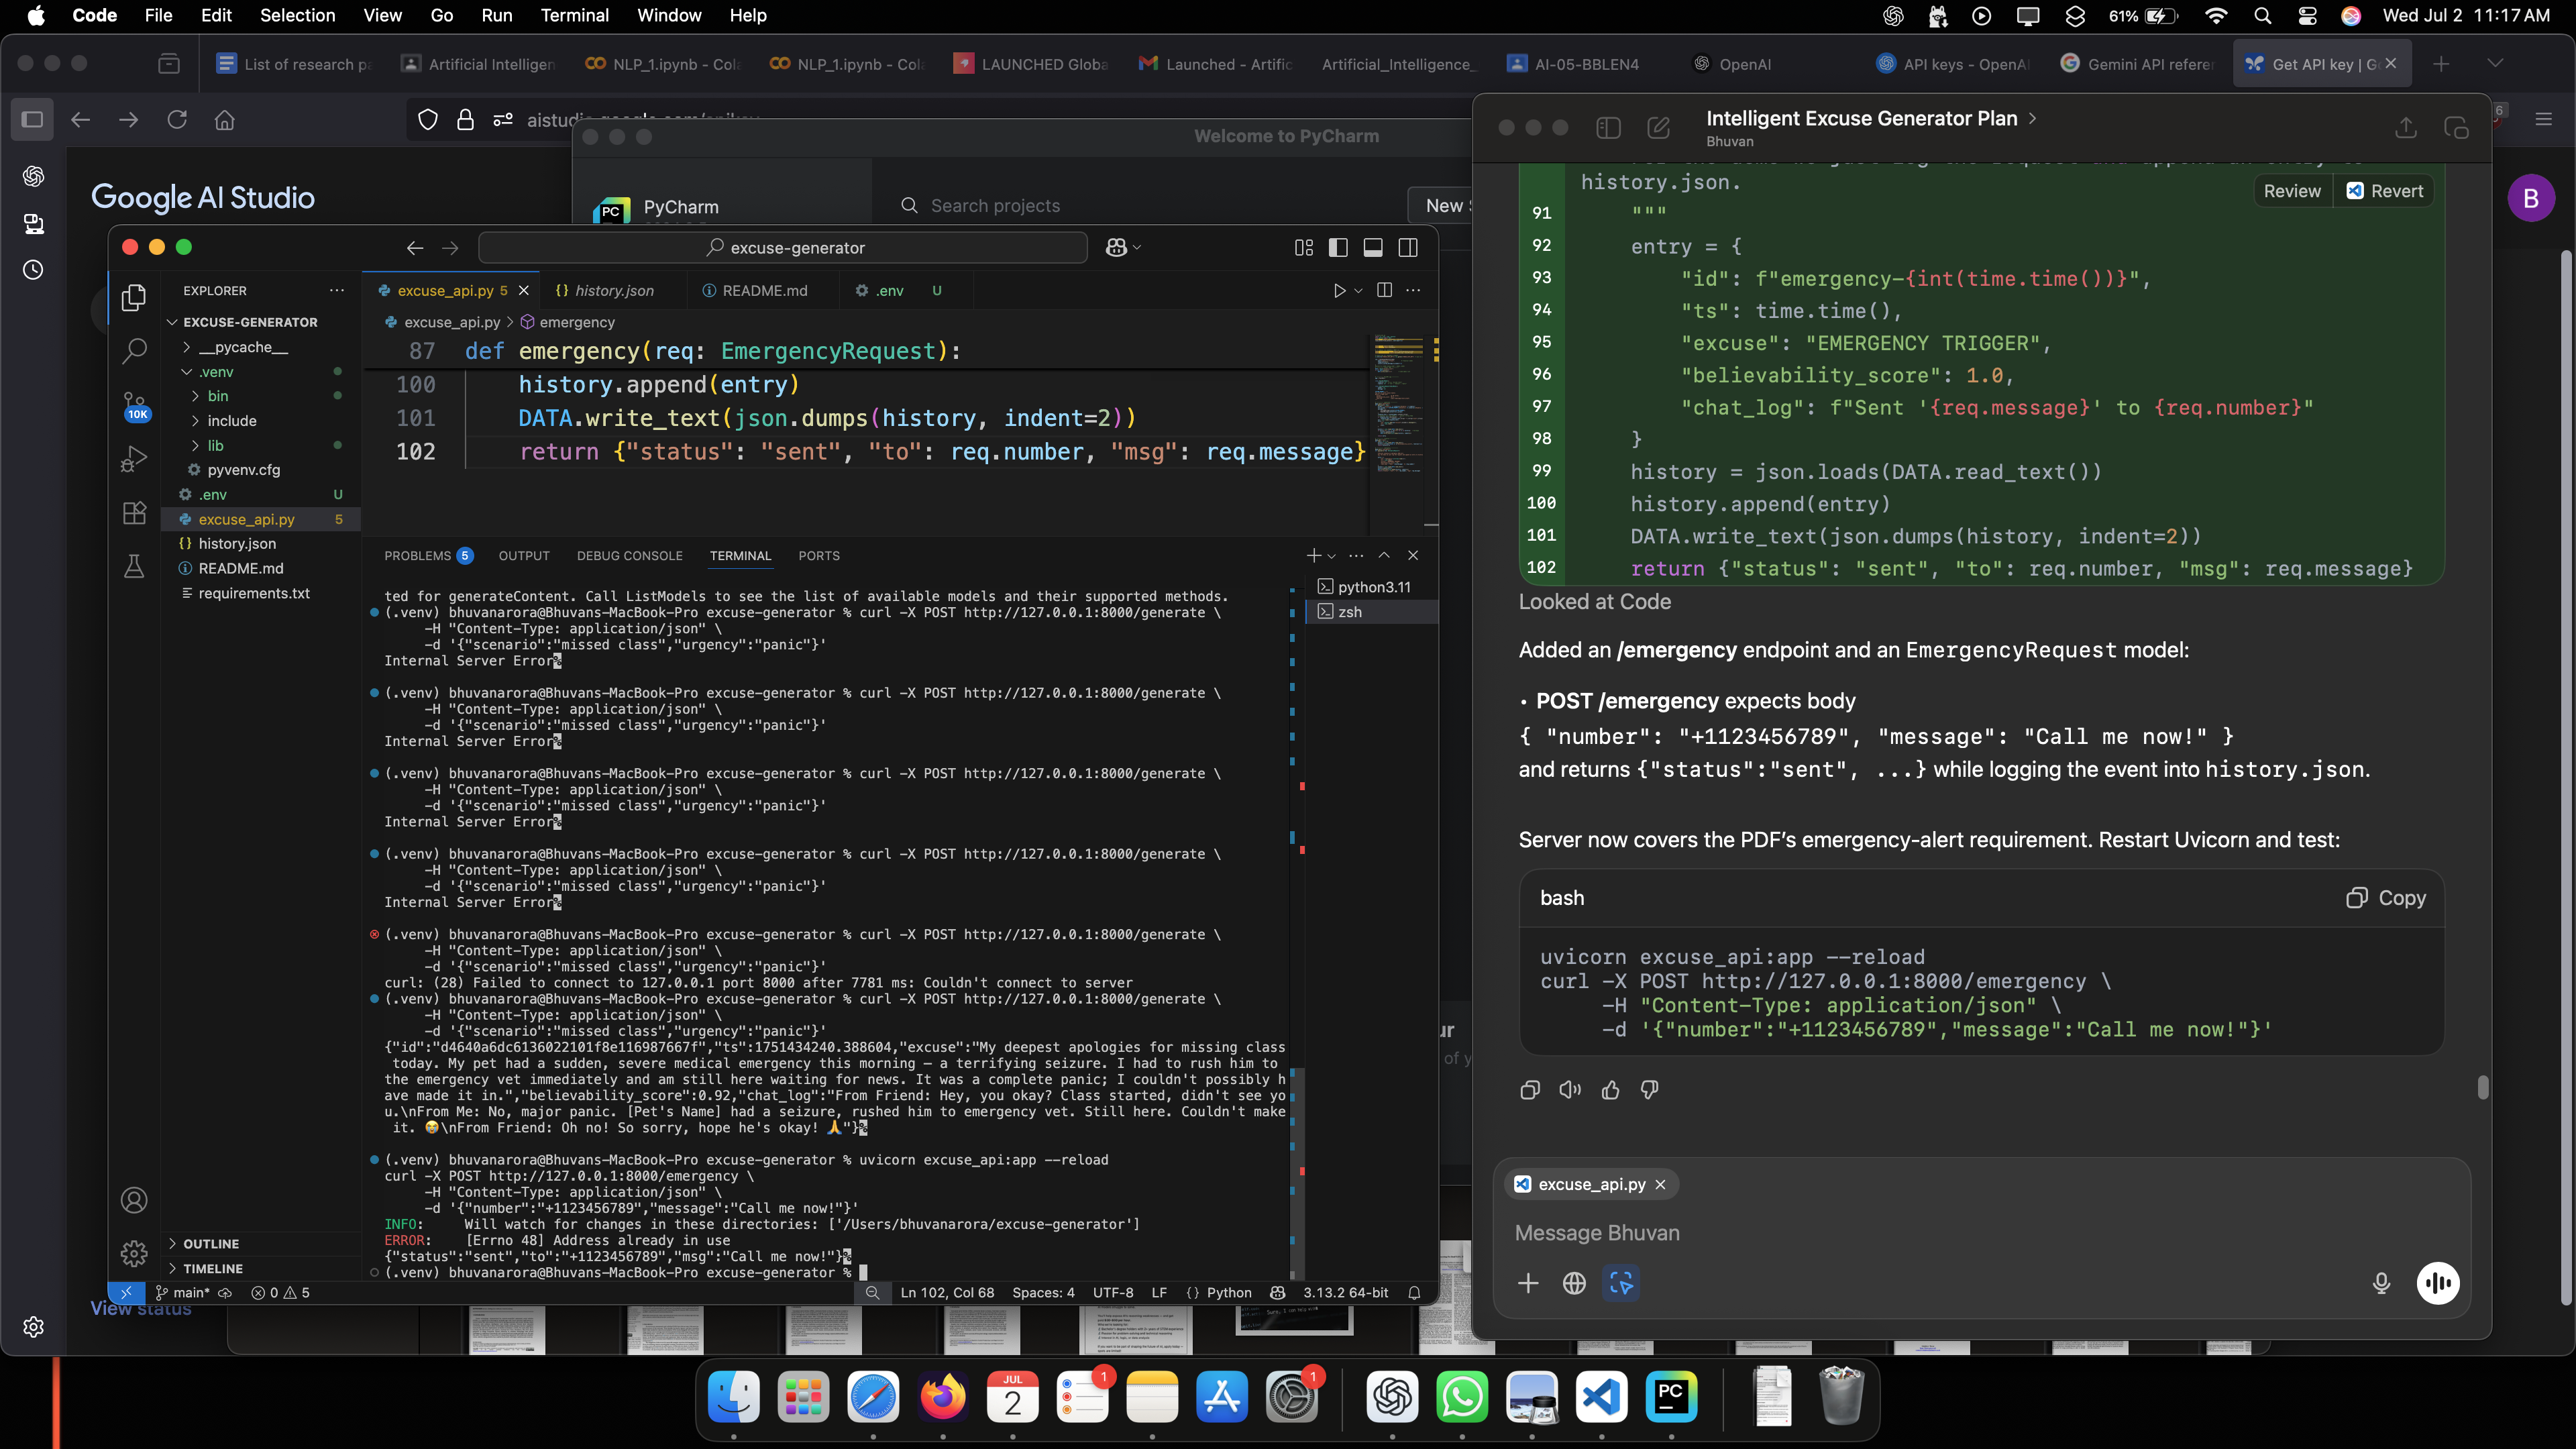 Code File Edit Selection View Go Run Terminal Window Help
61% Wed Jul 2 11:17 AM
List of research pa
Artificial Intelligen
NLP_1.ipynb - Cola
NLP_1.ipynb - Cola
LAUNCHED Globa
Launched - Artific
Artificial_Intelligence_
AI-05-BBLEN4
OpenAI
API keys - OpenAI
Gemini API referen
Get API key | G
6
Google AI Studio
B
View status
Welcome to PyCharm
PC PyCharm
Search projects
New
excuse-generator
EXPLORER
EXCUSE-GENERATOR
__pycache__
.venv
bin
include
lib
pyvenv.cfg
.env U
excuse_api.py 5
history.json
README.md
requirements.txt
OUTLINE
TIMELINE
10K
excuse_api.py 5
{} history.json
README.md
.env U
excuse_api.py > emergency
87 def emergency(req: EmergencyRequest):
100 history.append(entry)
101 DATA.write_text(json.dumps(history, indent=2))
102 return {"status": "sent", "to": req.number, "msg": req.message}
PROBLEMS 5 OUTPUT DEBUG CONSOLE TERMINAL PORTS
python3.11
zsh
ted for generateContent. Call ListModels to see the list of available models and their supported methods.
(.venv) bhuvanarora@Bhuvans-MacBook-Pro excuse-generator % curl -X POST http://127.0.0.1:8000/generate \
-H "Content-Type: application/json" \
-d '{"scenario":"missed class","urgency":"panic"}'
Internal Server Error%
(.venv) bhuvanarora@Bhuvans-MacBook-Pro excuse-generator % curl -X POST http://127.0.0.1:8000/generate \
-H "Content-Type: application/json" \
-d '{"scenario":"missed class","urgency":"panic"}'
Internal Server Error%
(.venv) bhuvanarora@Bhuvans-MacBook-Pro excuse-generator % curl -X POST http://127.0.0.1:8000/generate \
-H "Content-Type: application/json" \
-d '{"scenario":"missed class","urgency":"panic"}'
Internal Server Error%
(.venv) bhuvanarora@Bhuvans-MacBook-Pro excuse-generator % curl -X POST http://127.0.0.1:8000/generate \
-H "Content-Type: application/json" \
-d '{"scenario":"missed class","urgency":"panic"}'
Internal Server Error%
(.venv) bhuvanarora@Bhuvans-MacBook-Pro excuse-generator % curl -X POST http://127.0.0.1:8000/generate \
-H "Content-Type: application/json" \
-d '{"scenario":"missed class","urgency":"panic"}'
curl: (28) Failed to connect to 127.0.0.1 port 8000 after 7781 ms: Couldn't connect to server
(.venv) bhuvanarora@Bhuvans-MacBook-Pro excuse-generator % curl -X POST http://127.0.0.1:8000/generate \
-H "Content-Type: application/json" \
-d '{"scenario":"missed class","urgency":"panic"}'
{"id":"d4640a6dc6136022101f8e116987667f","ts":1751434240.388604,"excuse":"My deepest apologies for missing class
today. My pet had a sudden, severe medical emergency this morning – a terrifying seizure. I had to rush him to
the emergency vet immediately and am still here waiting for news. It was a complete panic; I couldn't possibly h
ave made it in.","believability_score":0.92,"chat_log":"From Friend: Hey, you okay? Class started, didn't see yo
u.\nFrom Me: No, major panic. [Pet's Name] had a seizure, rushed him to emergency vet. Still here. Couldn't make
it. 😭\nFrom Friend: Oh no! So sorry, hope he's okay! 🙏"}%
(.venv) bhuvanarora@Bhuvans-MacBook-Pro excuse-generator % uvicorn excuse_api:app --reload
curl -X POST http://127.0.0.1:8000/emergency \
-H "Content-Type: application/json" \
-d '{"number":"+1123456789","message":"Call me now!"}'
INFO: Will watch for changes in these directories: ['/Users/bhuvanarora/excuse-generator']
ERROR: [Errno 48] Address already in use
{"status":"sent","to":"+1123456789","msg":"Call me now!"}%
(.venv) bhuvanarora@Bhuvans-MacBook-Pro excuse-generator %
main* 0 5
Ln 102, Col 68 Spaces: 4 UTF-8 LF {} Python 3.13.2 64-bit
Intelligent Excuse Generator Plan >
Bhuvan
history.json.
Review Revert
91 """
92 entry = {
93 "id": f"emergency-{int(time.time())}",
94 "ts": time.time(),
95 "excuse": "EMERGENCY TRIGGER",
96 "believability_score": 1.0,
97 "chat_log": f"Sent '{req.message}' to {req.number}"
98 }
99 history = json.loads(DATA.read_text())
100 history.append(entry)
101 DATA.write_text(json.dumps(history, indent=2))
102 return {"status": "sent", "to": req.number, "msg": req.message}
Looked at Code
Added an /emergency endpoint and an EmergencyRequest model:
• POST /emergency expects body
{ "number": "+1123456789", "message": "Call me now!" }
and returns {"status":"sent", ...} while logging the event into history.json.
Server now covers the PDF's emergency-alert requirement. Restart Uvicorn and test:
bash Copy
uvicorn excuse_api:app --reload
curl -X POST http://127.0.0.1:8000/emergency \
-H "Content-Type: application/json" \
-d '{"number":"+1123456789","message":"Call me now!"}'
excuse_api.py
Message Bhuvan
JUL
2
1
1
PC